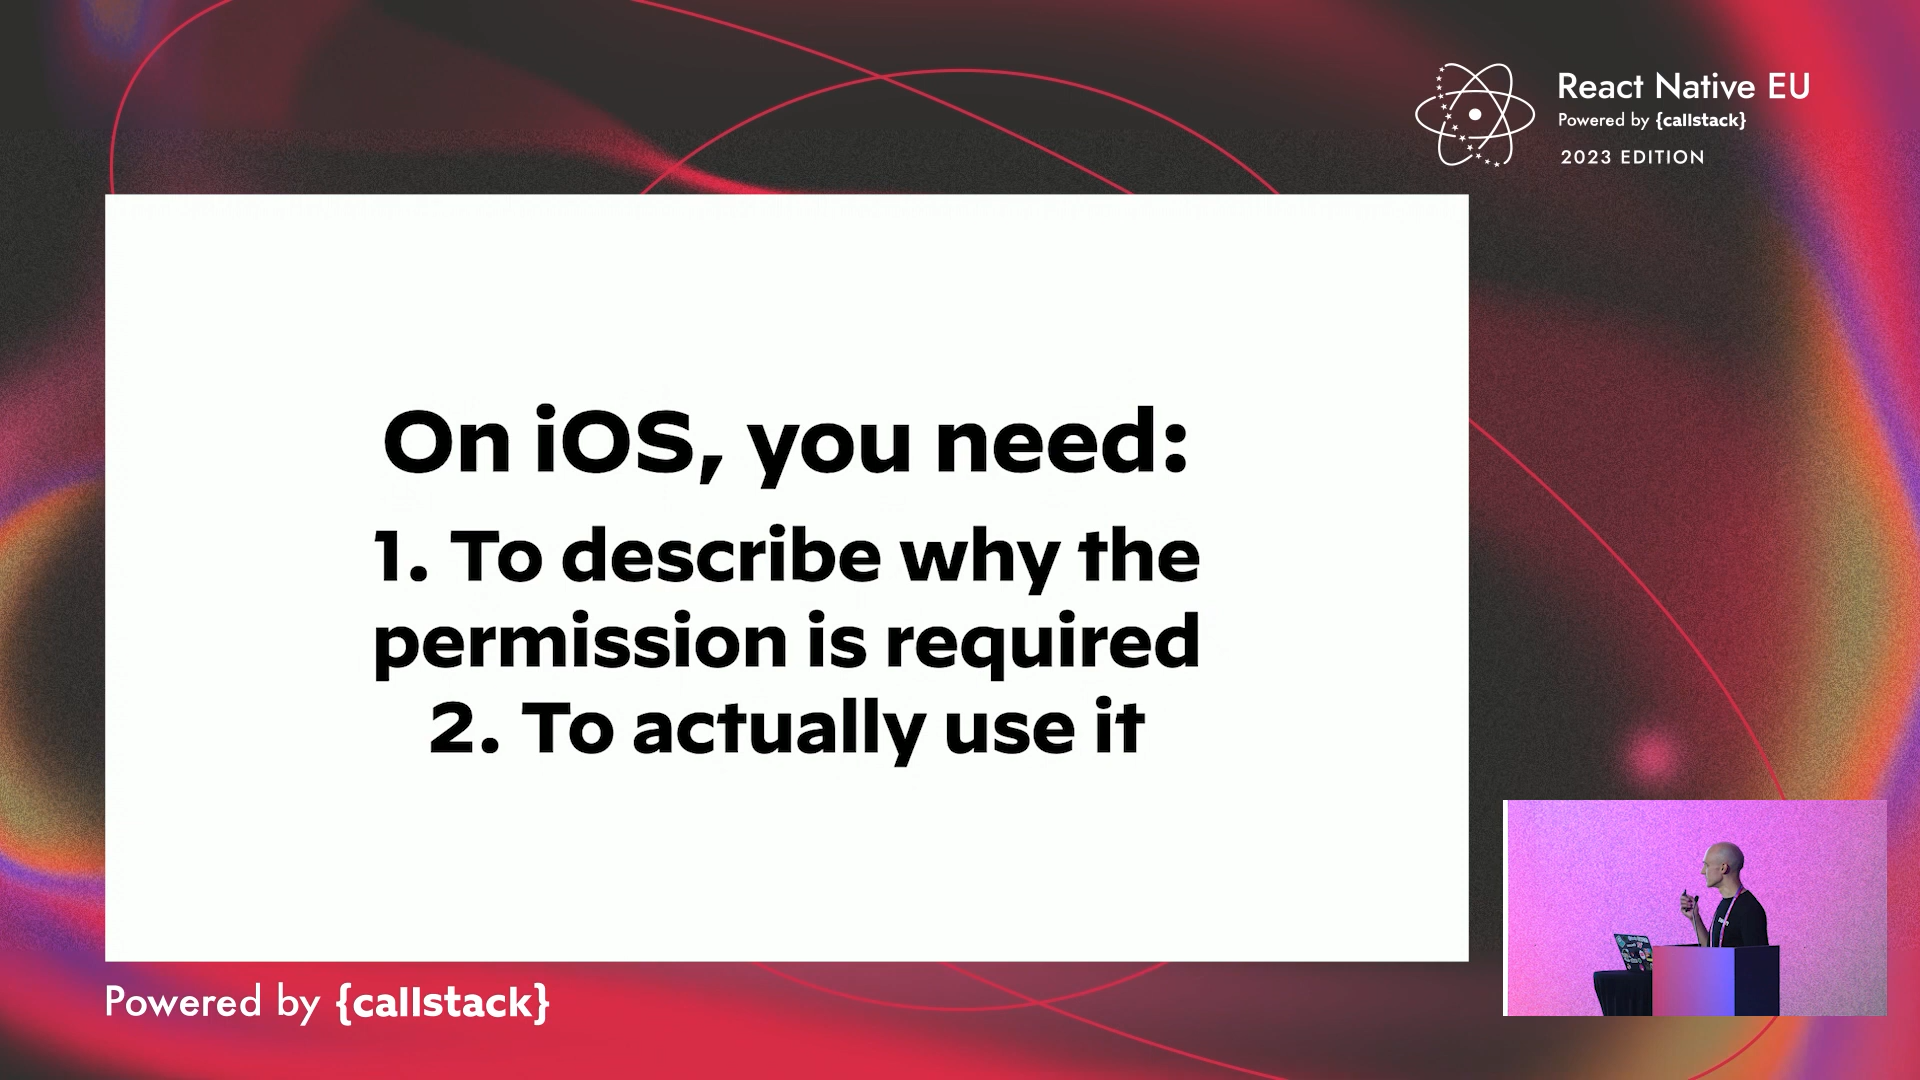 React Native EU
Powered by {callstack}
2023 EDITION
On iOS, you need:
1. To describe why the
permission is required
2. To actually use it
Powered by {callstack}